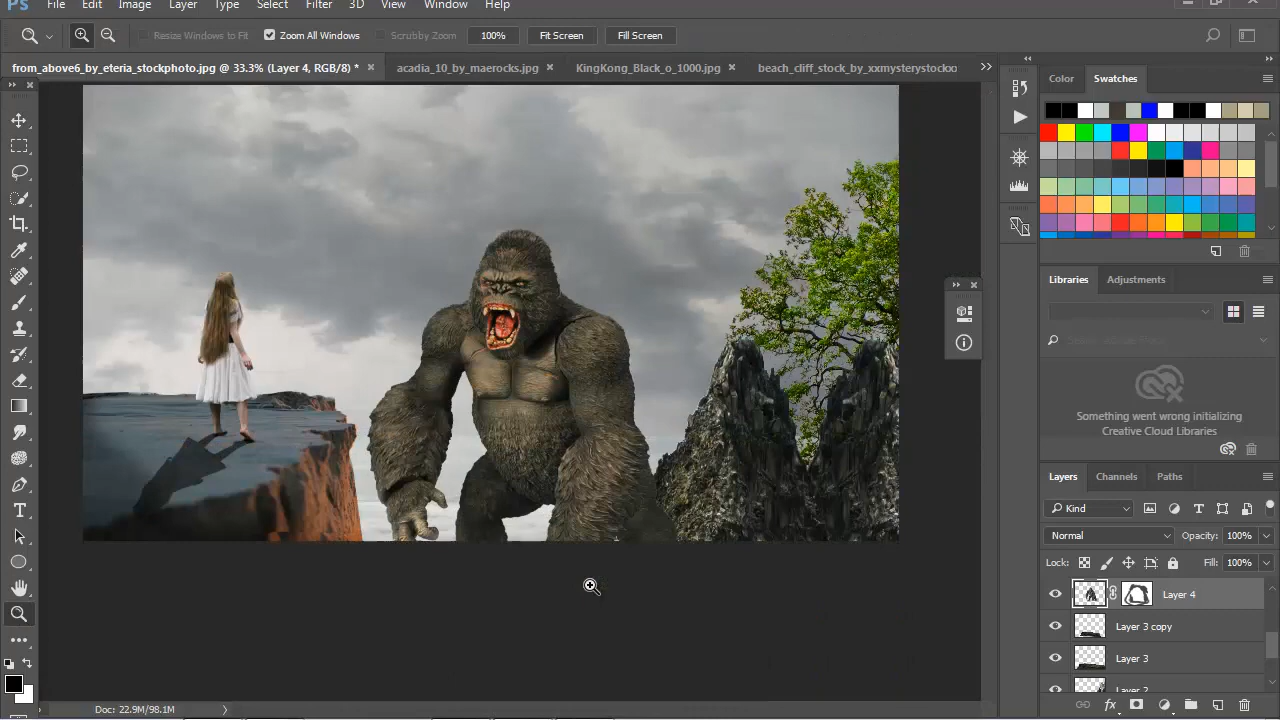 Ps File Edit Image Layer Type Select Filter 3D View Window Help
Resize Windows to Fit Zoom All Windows Scrubby Zoom 100% Fit Screen Fill Screen
from_above6_by_eteria_stockphoto.jpg @ 33.3% (Layer 4, RGB/8) * acadia_10_by_maerocks.jpg KingKong_Black_o_1000.jpg beach_cliff_stock_by_xxmysterystockxx
Color Swatches
Libraries Adjustments
Something went wrong initializing
Creative Cloud Libraries
Layers Channels Paths
Kind
Normal Opacity: 100%
Lock: Fill: 100%
Layer 4
Layer 3 copy
Layer 3
Layer 2
Doc: 22.9M/98.1M